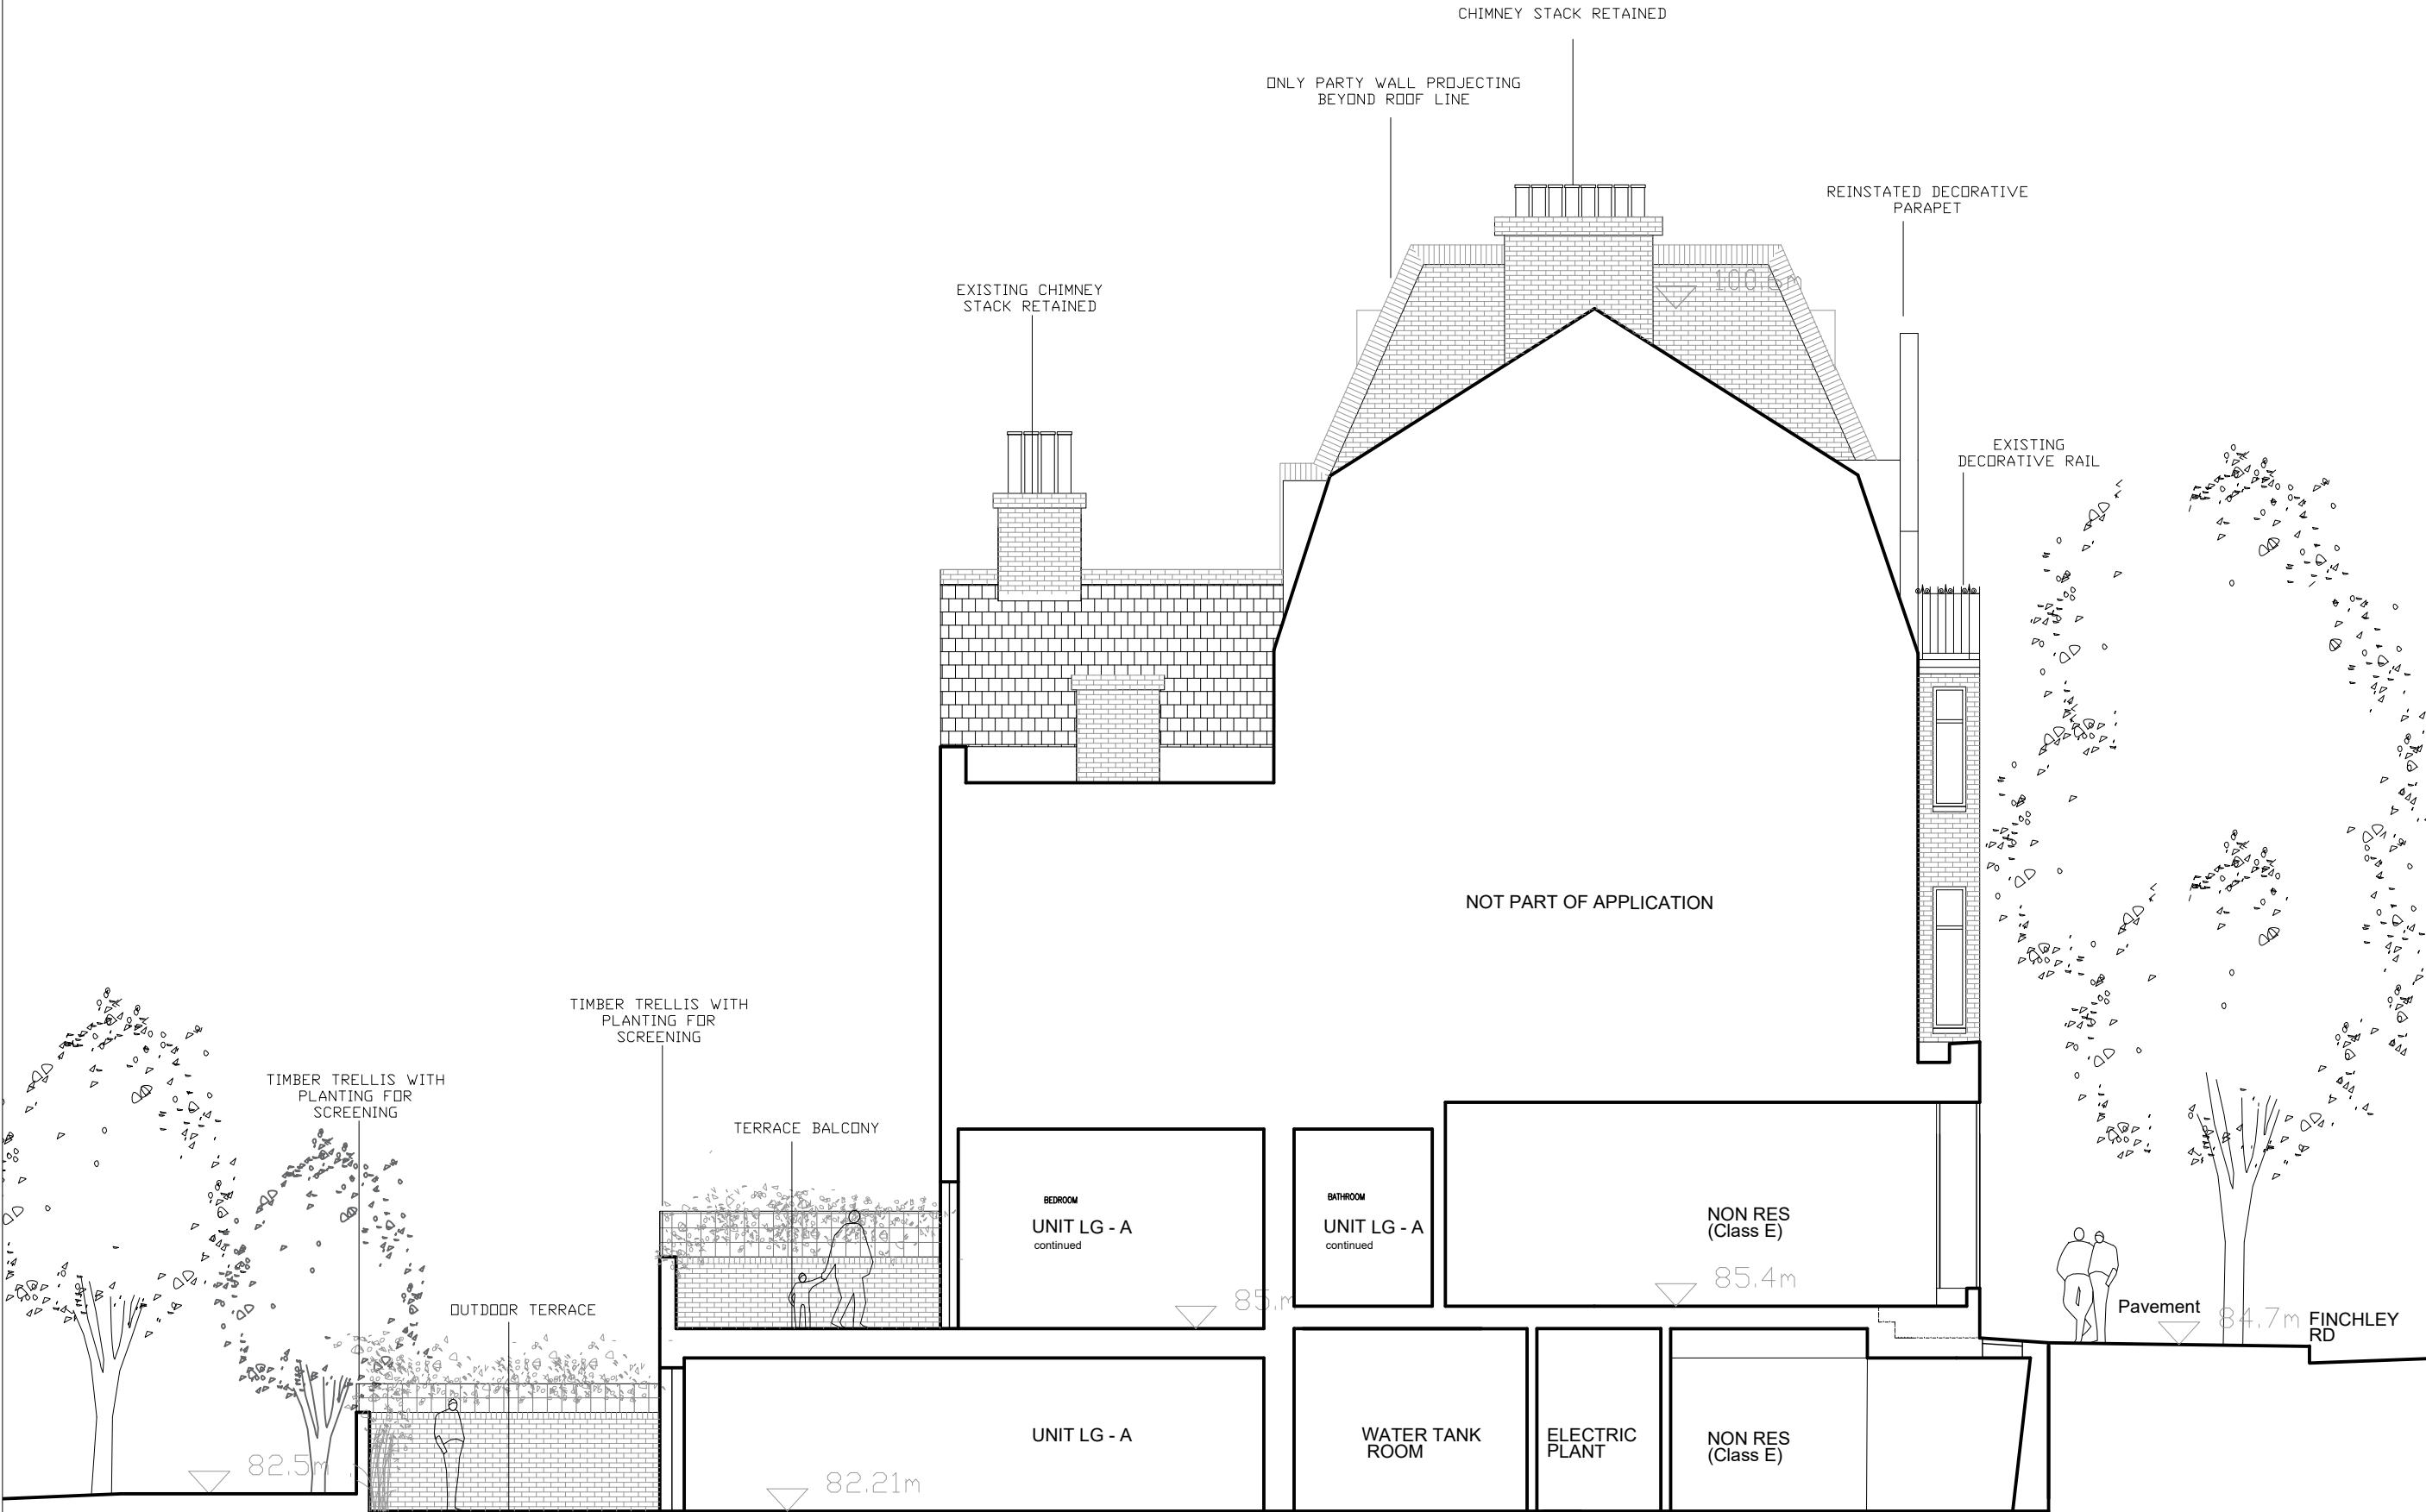 CHIMNEY STACK RETAINED
ONLY PARTY WALL PROJECTING
BEYOND ROOF LINE
REINSTATED DECORATIVE
PARAPET
100.6m
EXISTING CHIMNEY
STACK RETAINED
EXISTING
DECORATIVE RAIL
NOT PART OF APPLICATION
TIMBER TRELLIS WITH
PLANTING FOR
SCREENING
TIMBER TRELLIS WITH
PLANTING FOR
SCREENING
TERRACE BALCONY
BEDROOM
UNIT LG - A
continued
BATHROOM
UNIT LG - A
continued
NON RES
(Class E)
85.4m
85.m
OUTDOOR TERRACE
Pavement
84.7m
FINCHLEY
RD
UNIT LG - A
WATER TANK
ROOM
ELECTRIC
PLANT
NON RES
(Class E)
82.5m
82.21m